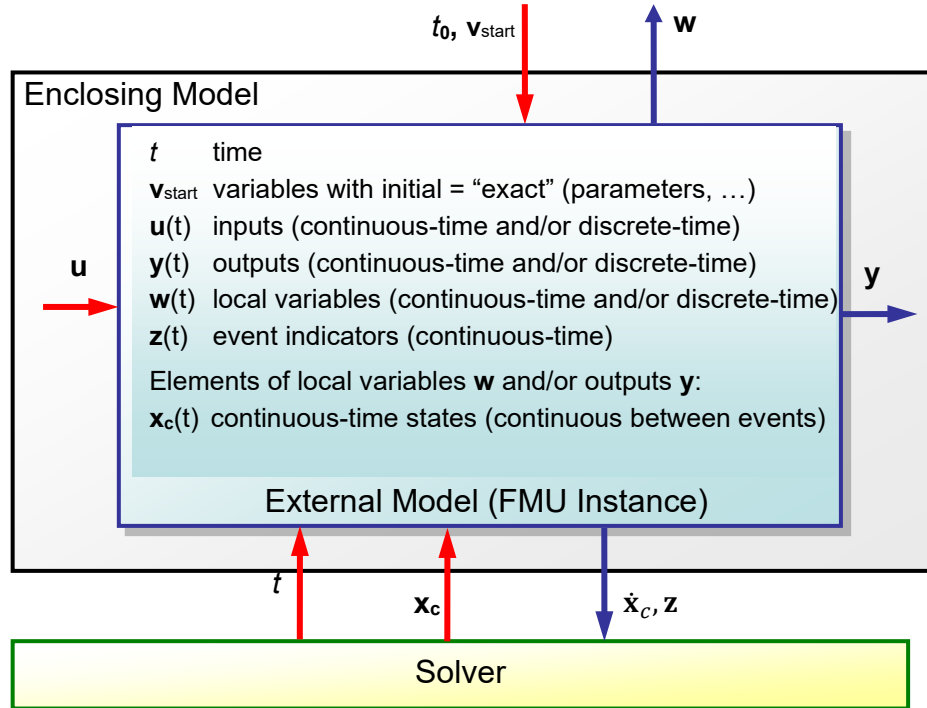 t0, vstart
w
Enclosing Model
t time
vstart variables with initial = “exact” (parameters, …)
u(t) inputs (continuous-time and/or discrete-time)
y(t) outputs (continuous-time and/or discrete-time)
w(t) local variables (continuous-time and/or discrete-time)
z(t) event indicators (continuous-time)
Elements of local variables w and/or outputs y:
xc(t) continuous-time states (continuous between events)
u
y
External Model (FMU Instance)
t
xc
ẋc, z
Solver